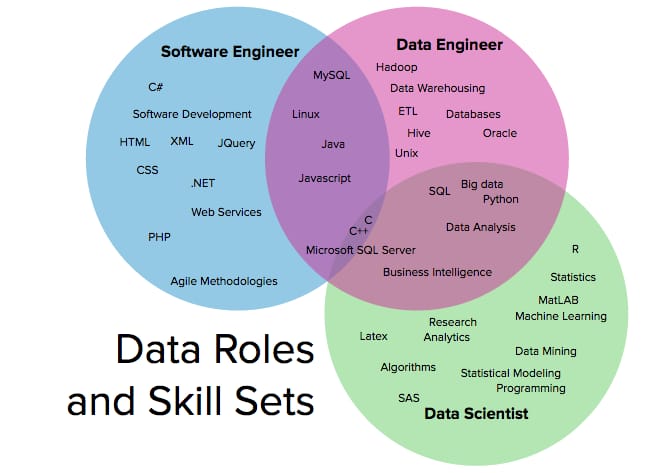 Software Engineer
C#
Software Development
HTML
XML
JQuery
CSS
.NET
Web Services
PHP
Agile Methodologies
MySQL
Linux
Java
Javascript
C
C++
Microsoft SQL Server
Data Engineer
Hadoop
Data Warehousing
ETL
Databases
Hive
Oracle
Unix
SQL
Big data
Python
Data Analysis
Business Intelligence
R
Statistics
MatLAB
Machine Learning
Research
Latex
Analytics
Data Mining
Algorithms
Statistical Modeling
Programming
SAS
Data Scientist
Data Roles
and Skill Sets